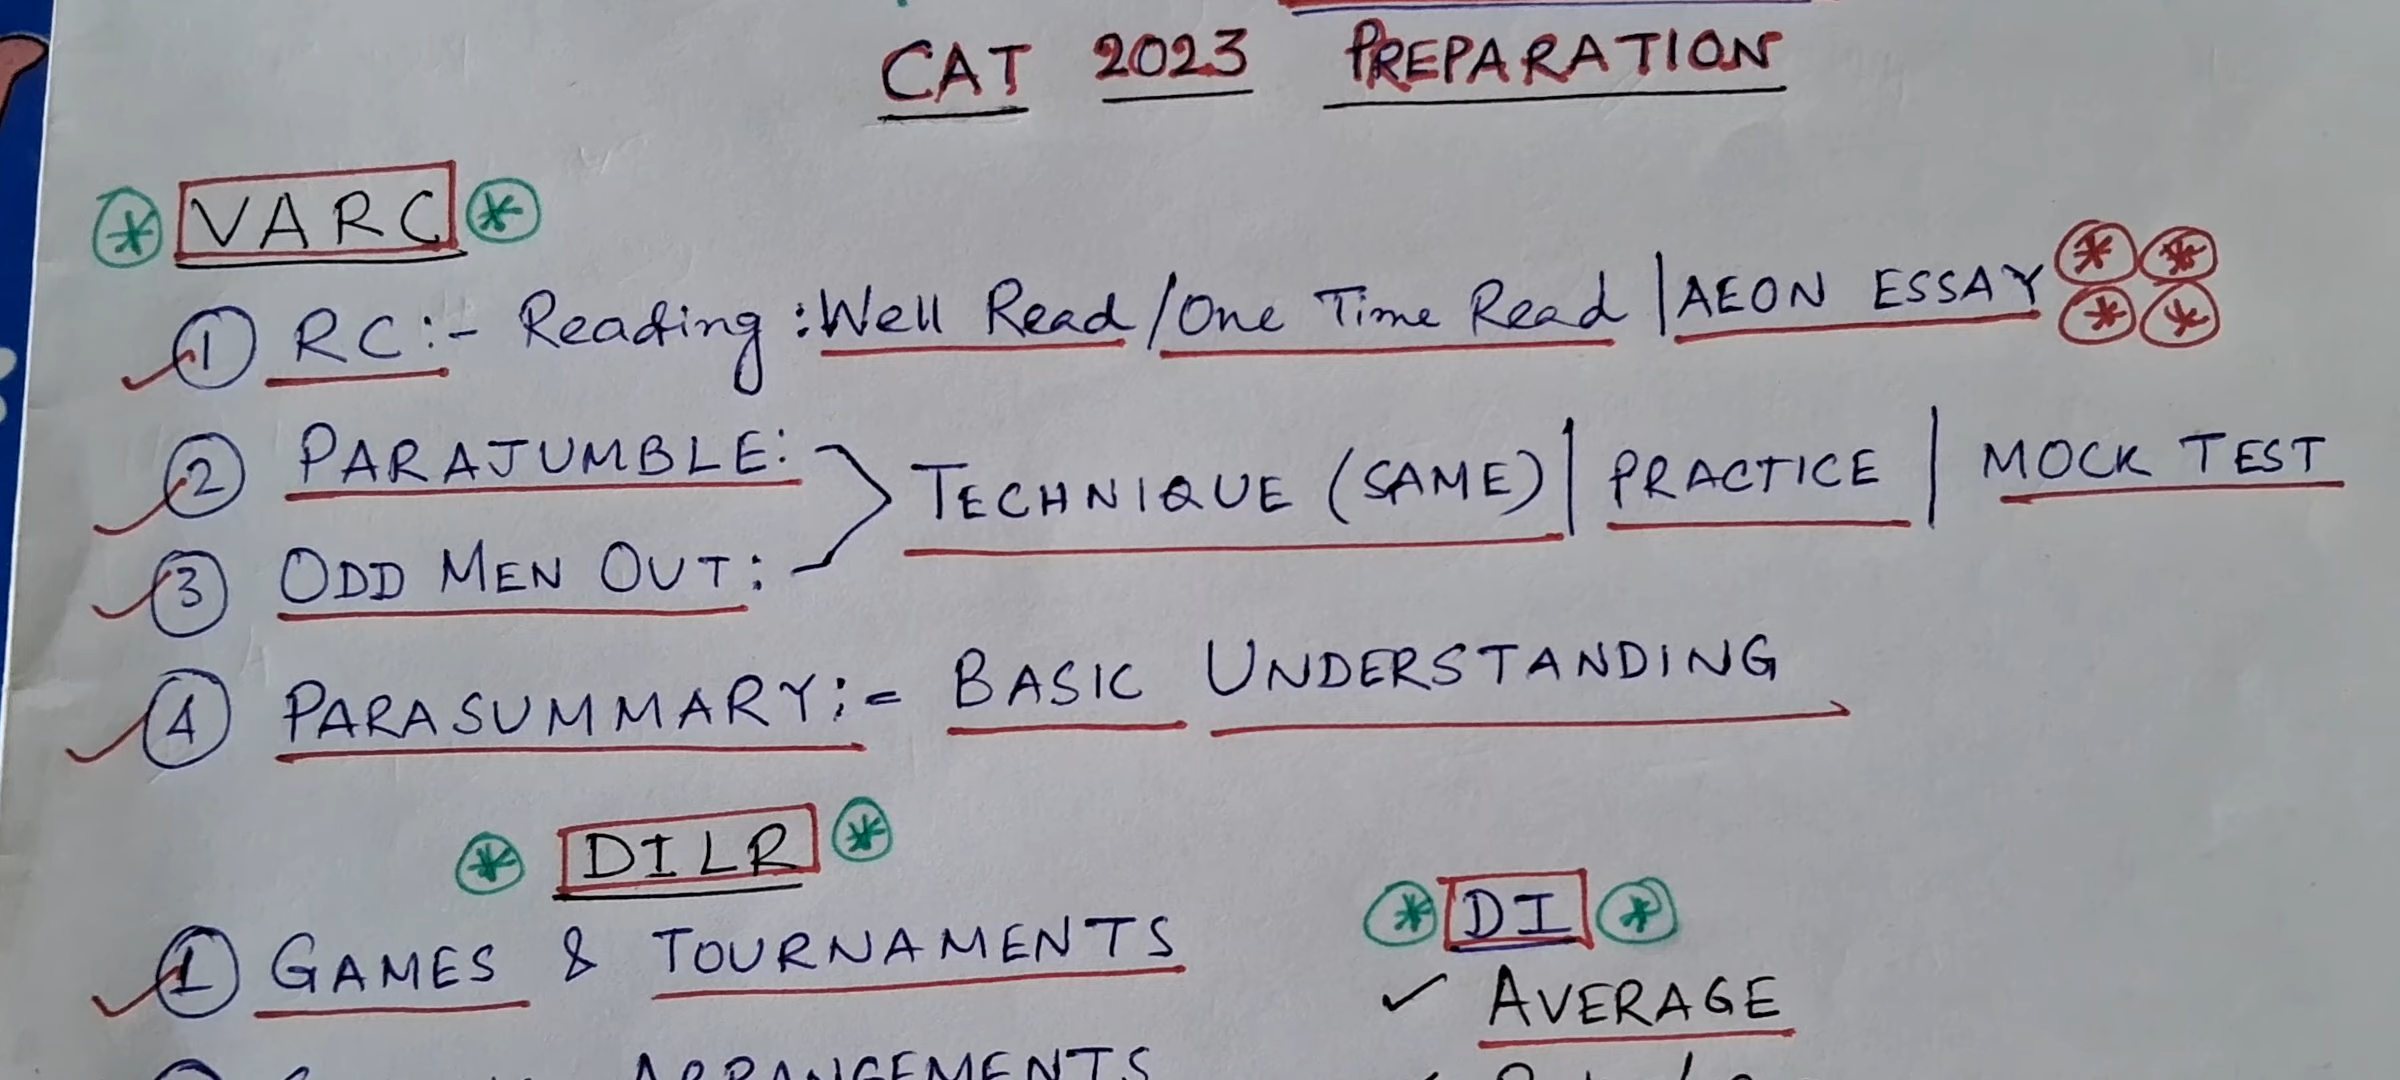 CAT 2023 PREPARATION
* VARC *
① RC:- Reading: Well Read / One Time Read | AEON ESSAY * * * *
② PARAJUMBLE:
TECHNIQUE (SAME) | PRACTICE | MOCK TEST
③ ODD MEN OUT:
④ PARASUMMARY:- BASIC UNDERSTANDING
* DILR *
① GAMES & TOURNAMENTS
ARRANGEMENTS
* DI *
✓ AVERAGE